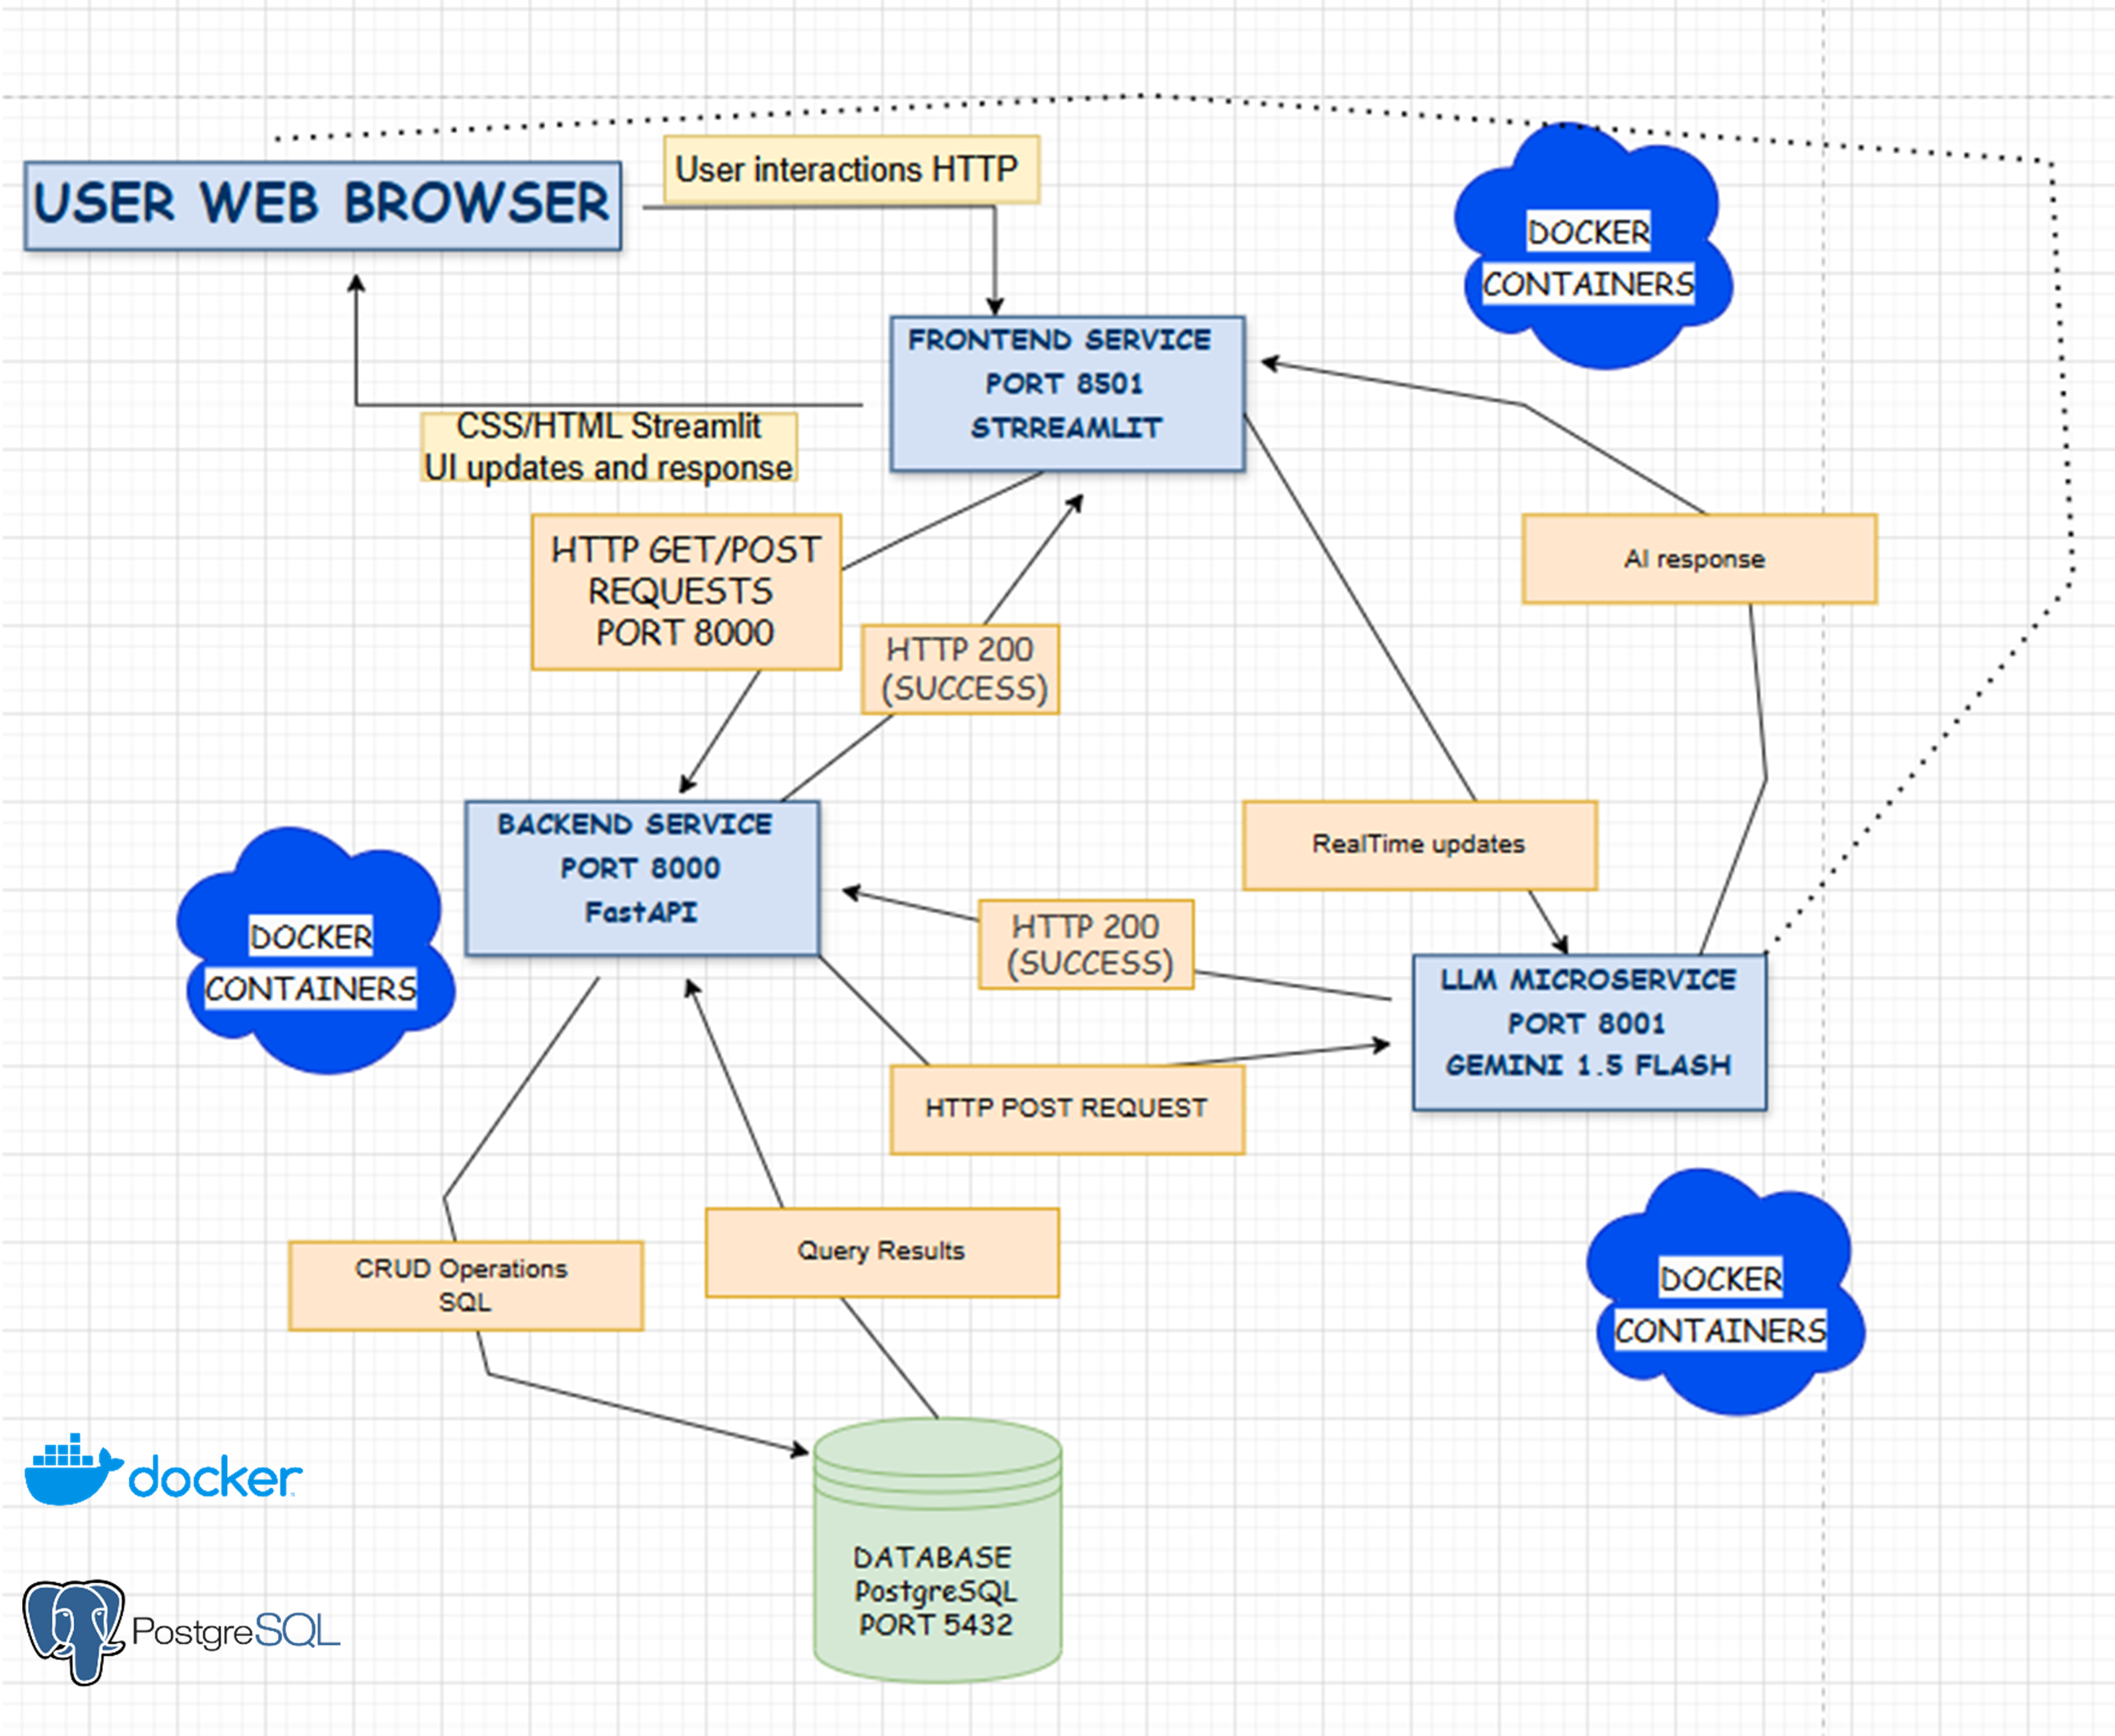 User interactions HTTP
USER WEB BROWSER
DOCKER
CONTAINERS
FRONTEND SERVICE
PORT 8501
STRREAMLIT
CSS/HTML Streamlit
UI updates and response
HTTP GET/POST
REQUESTS
PORT 8000
AI response
HTTP 200
(SUCCESS)
BACKEND SERVICE
PORT 8000
FastAPI
RealTime updates
DOCKER
CONTAINERS
HTTP 200
(SUCCESS)
LLM MICROSERVICE
PORT 8001
GEMINI 1.5 FLASH
HTTP POST REQUEST
Query Results
CRUD Operations
SQL
DOCKER
CONTAINERS
docker
DATABASE
PostgreSQL
PORT 5432
PostgreSQL